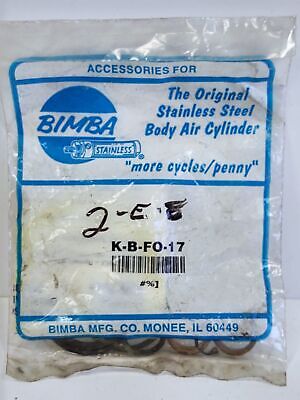 ACCESSORIES FOR
BIMBA
STAINLESS
The Original
Stainless Steel
Body Air Cylinder
"more cycles/penny"
2-E-E
K-B-FO-17
#%]
BIMBA MFG. CO. MONEE, IL 60449